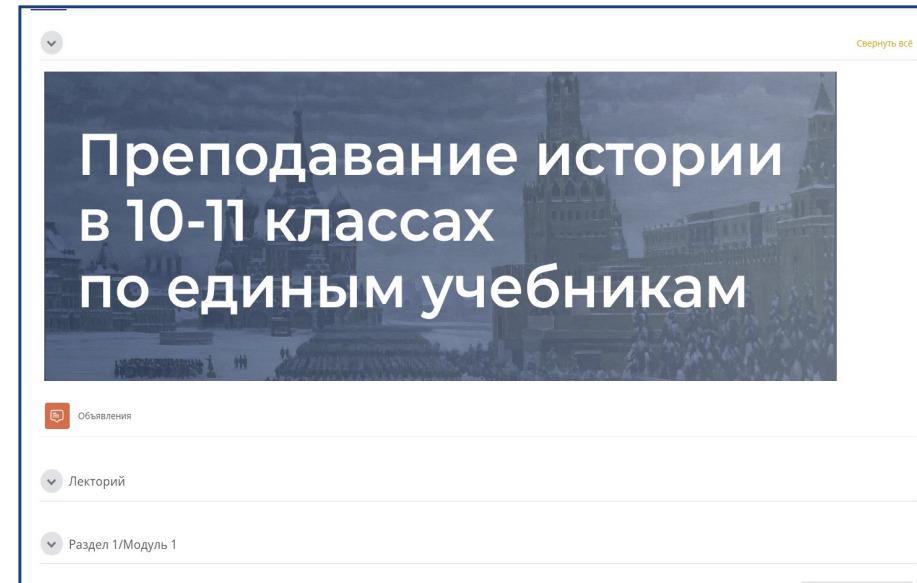 Свернуть всё
Преподавание истории
в 10-11 классах
по единым учебникам
Объявления
Лекторий
Раздел 1/Модуль 1